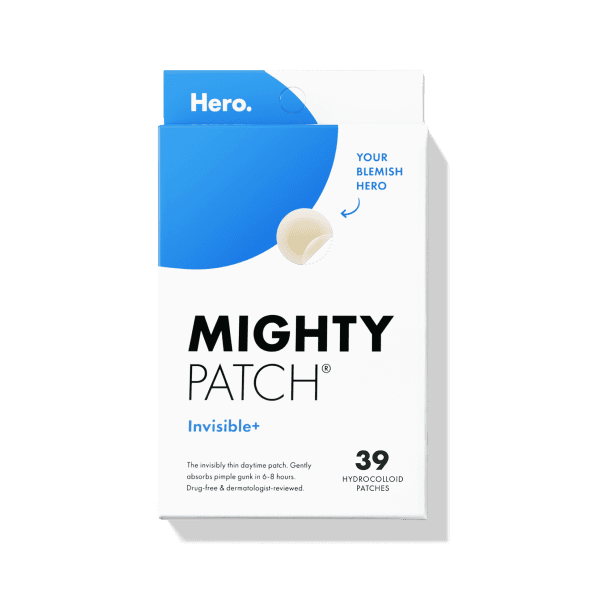 Hero.
YOUR
BLEMISH
HERO
MIGHTY
PATCH®
Invisible+
The invisibly thin daytime patch. Gently
absorbs pimple gunk in 6-8 hours.
Drug-free & dermatologist-reviewed.
39
HYDROCOLLOID
PATCHES